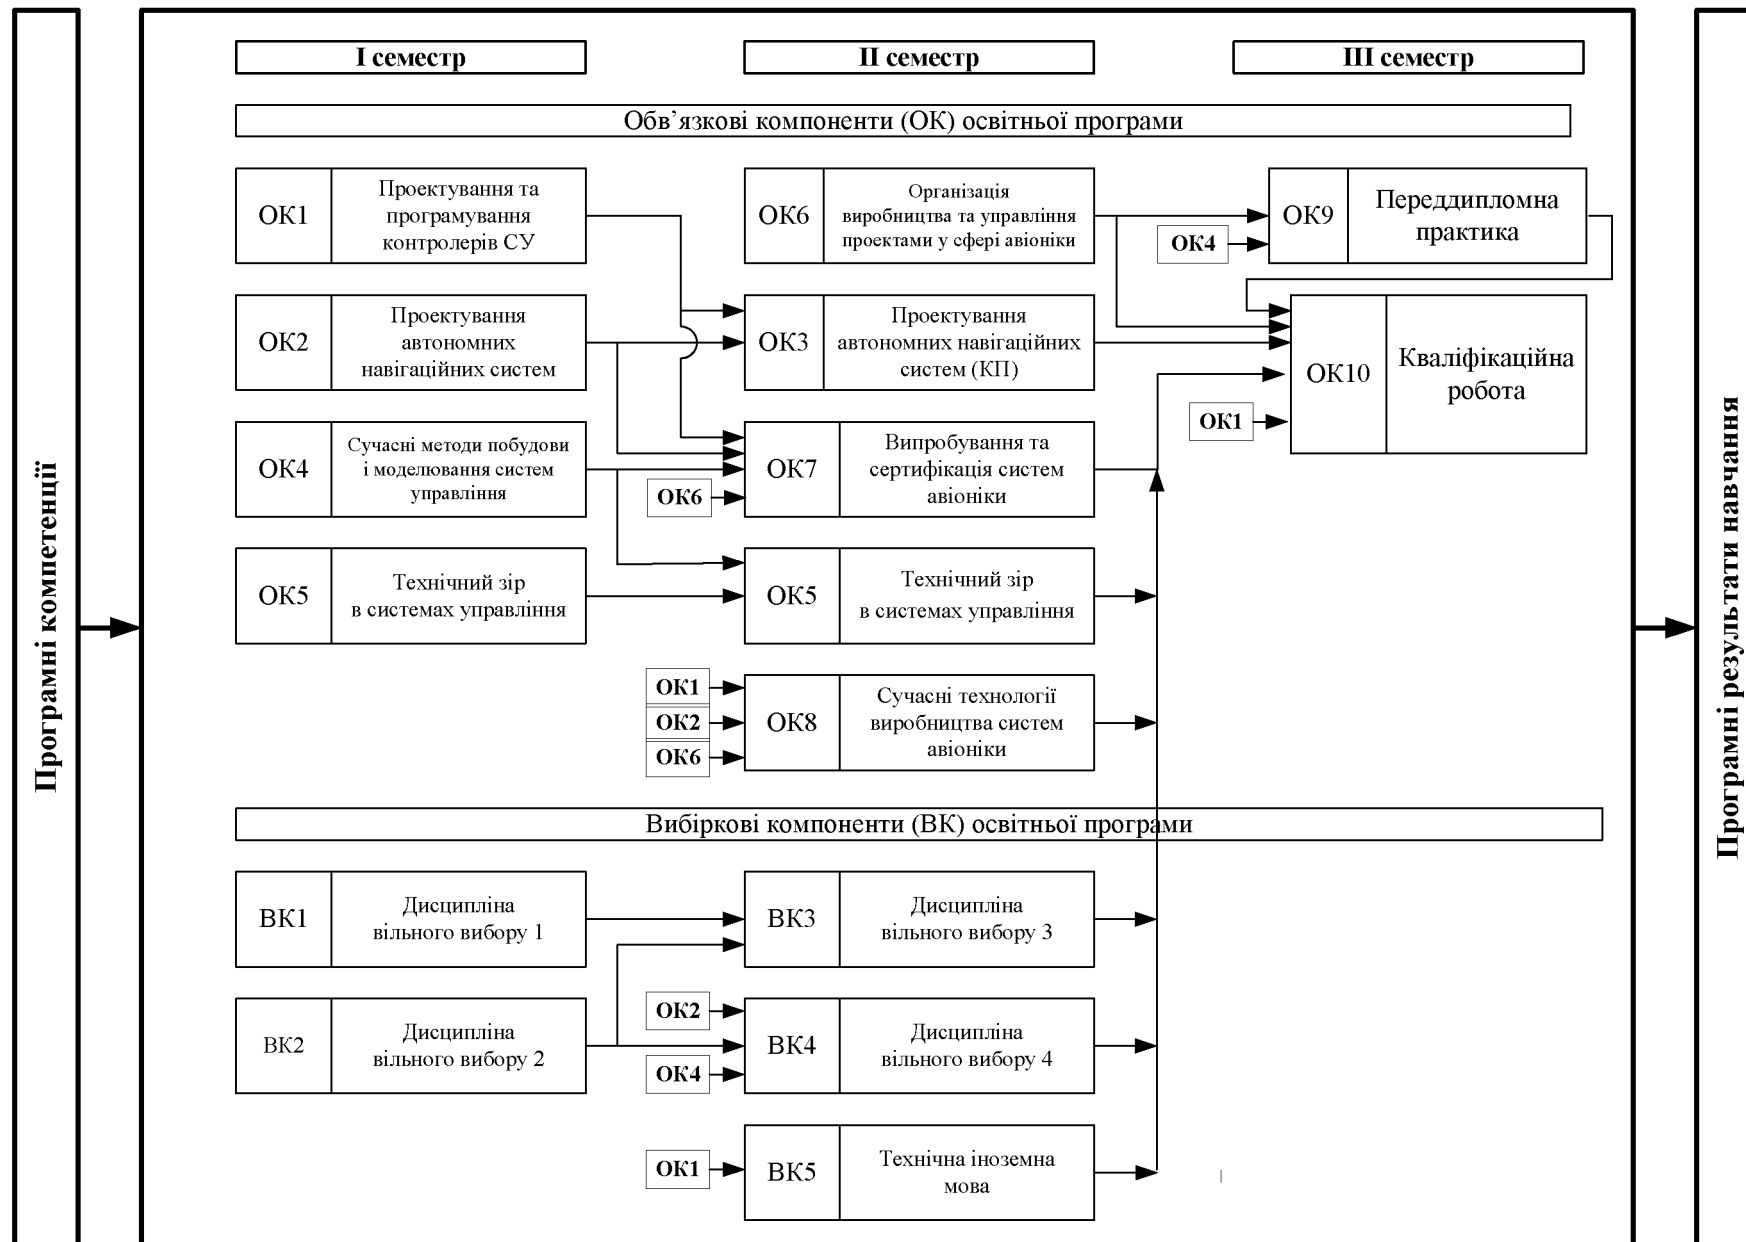 Програмні компетенції
I семестр
II семестр
III семестр
Обв’язкові компоненти (ОК) освітньої програми
ОК1
Проектування та
програмування
контролерів СУ
ОК6
Організація
виробництва та управління
проектами у сфері авіоніки
ОК4
ОК9
Переддипломна
практика
ОК2
Проектування
автономних
навігаційних систем
ОК3
Проектування
автономних навігаційних
систем (КП)
ОК10
Кваліфікаційна
робота
ОК1
ОК4
Сучасні методи побудови
і моделювання систем
управління
ОК6
ОК7
Випробування та
сертифікація систем
авіоніки
ОК5
Технічний зір
в системах управління
ОК5
Технічний зір
в системах управління
ОК1
ОК2
ОК6
ОК8
Сучасні технології
виробництва систем
авіоніки
Вибіркові компоненти (ВК) освітньої програми
ВК1
Дисципліна
вільного вибору 1
ВК3
Дисципліна
вільного вибору 3
ВК2
Дисципліна
вільного вибору 2
ОК2
ОК4
ВК4
Дисципліна
вільного вибору 4
ОК1
ВК5
Технічна іноземна
мова
Програмні результати навчання